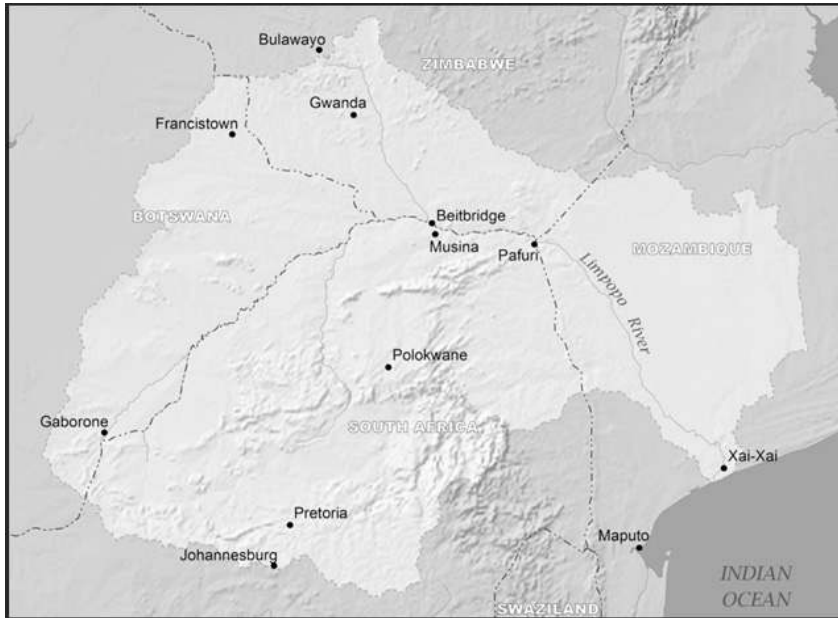 Bulawayo
ZIMBABWE
Gwanda
Francistown
BOTSWANA
Beitbridge
Musina
Pafuri
MOZAMBIQUE
Limpopo
River
Polokwane
Gaborone
SOUTH AFRICA
Xai-Xai
Pretoria
Maputo
Johannesburg
INDIAN
OCEAN
SWAZILAND